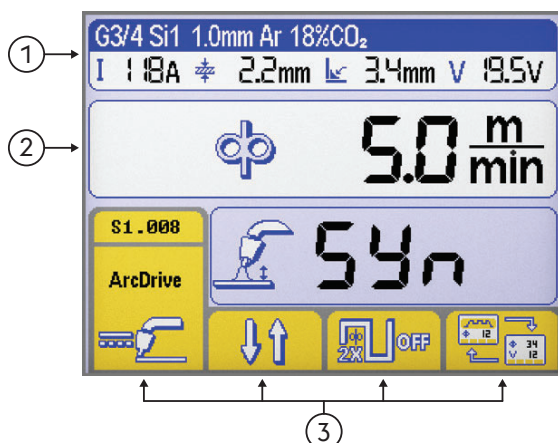 G3/4 Si1 1.0mm Ar 18%CO₂
I 118A 2.2mm 3.4mm V 19.5V
1
2
5.0 m/min
S1.008
Syn
ArcDrive
2X OFF
12
Φ 34
V 12
3